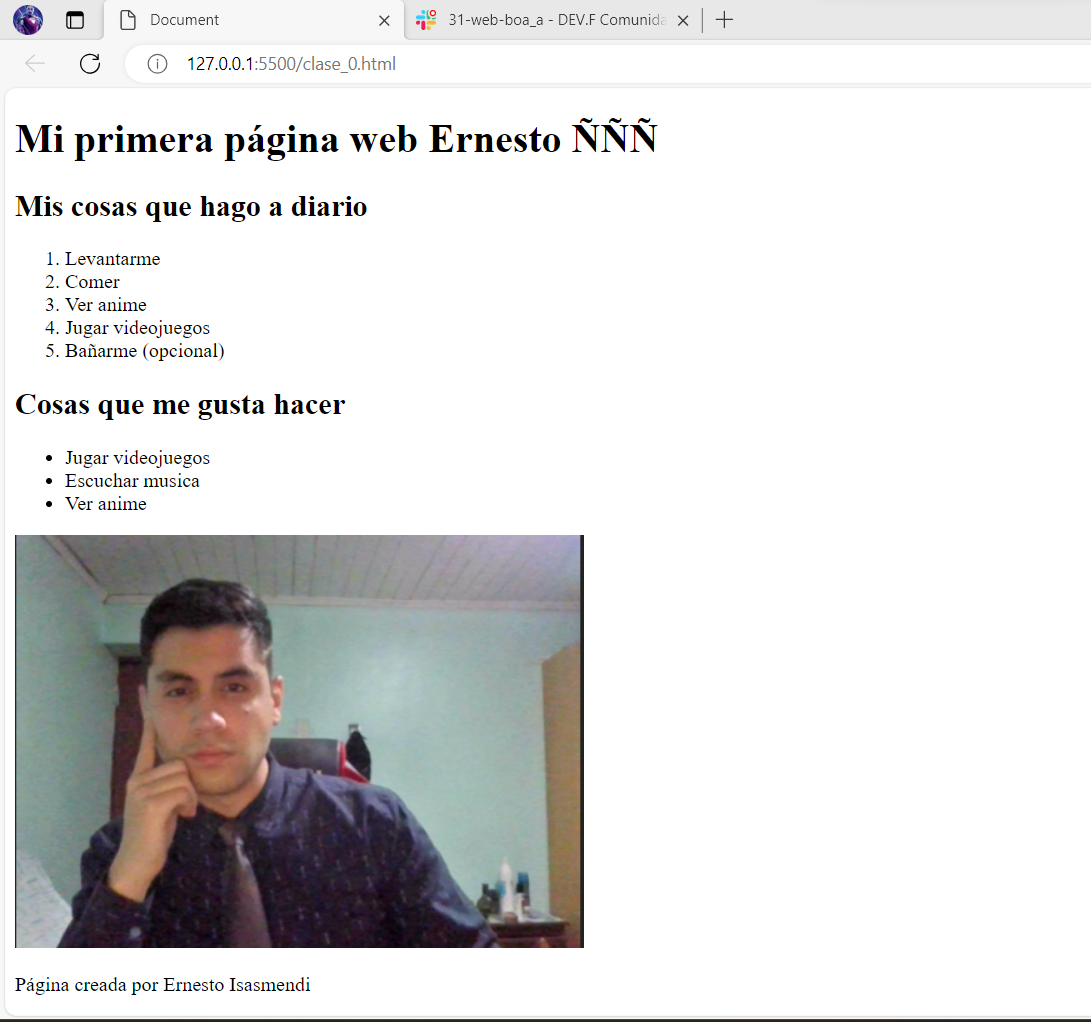 Document
31-web-boa_a - DEV.F Comunida
127.0.0.1:5500/clase_0.html
Mi primera página web Ernesto ÑÑÑ
Mis cosas que hago a diario
1. Levantarme
2. Comer
3. Ver anime
4. Jugar videojuegos
5. Bañarme (opcional)
Cosas que me gusta hacer
• Jugar videojuegos
• Escuchar musica
• Ver anime
Página creada por Ernesto Isasmendi